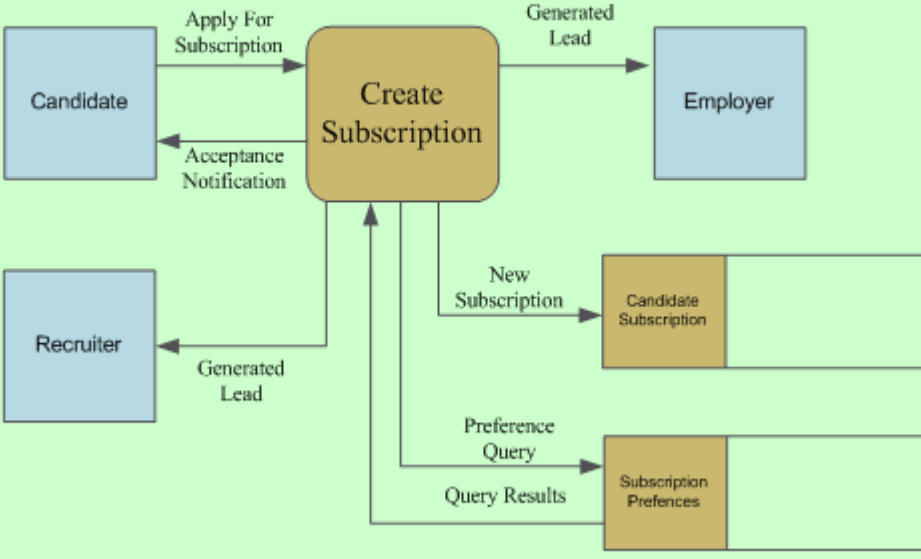 Apply For
Subscription
Generated
Lead
Candidate
Create
Subscription
Employer
Acceptance
Notification
New
Subscription
Candidate
Subscription
Recruiter
Generated
Lead
Preference
Query
Query Results
Subscription
Prefences